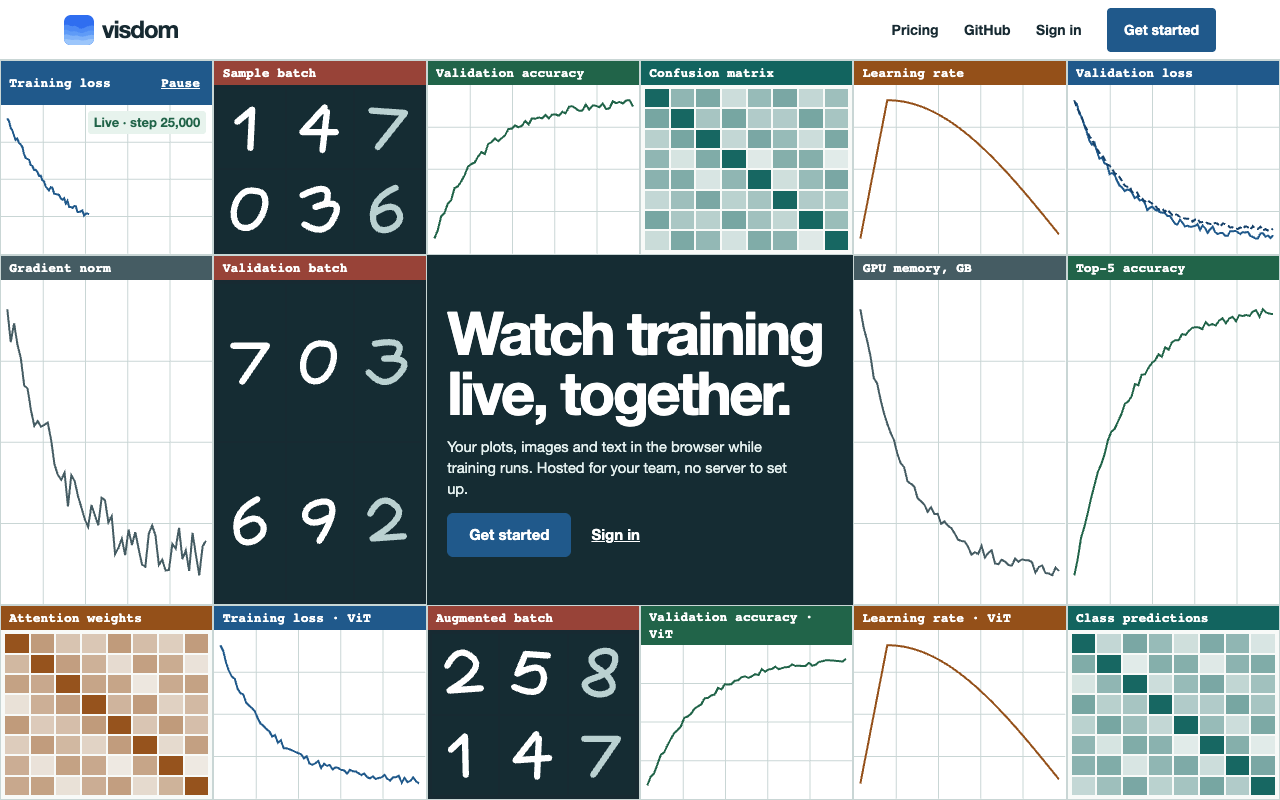 visdom
Pricing GitHub Sign in Get started
Training loss Pause
Sample batch
Validation accuracy
Confusion matrix
Learning rate
Validation loss
Live · step 25,000
1 4 7
0 3 6
Gradient norm
Validation batch
GPU memory, GB
Top-5 accuracy
7 0 3
6 9 2
Watch training
live, together.
Your plots, images and text in the browser while
training runs. Hosted for your team, no server to set
up.
Get started Sign in
Attention weights
Training loss · ViT
Augmented batch
Validation accuracy ·
ViT
Learning rate · ViT
Class predictions
2 5 8
1 4 7